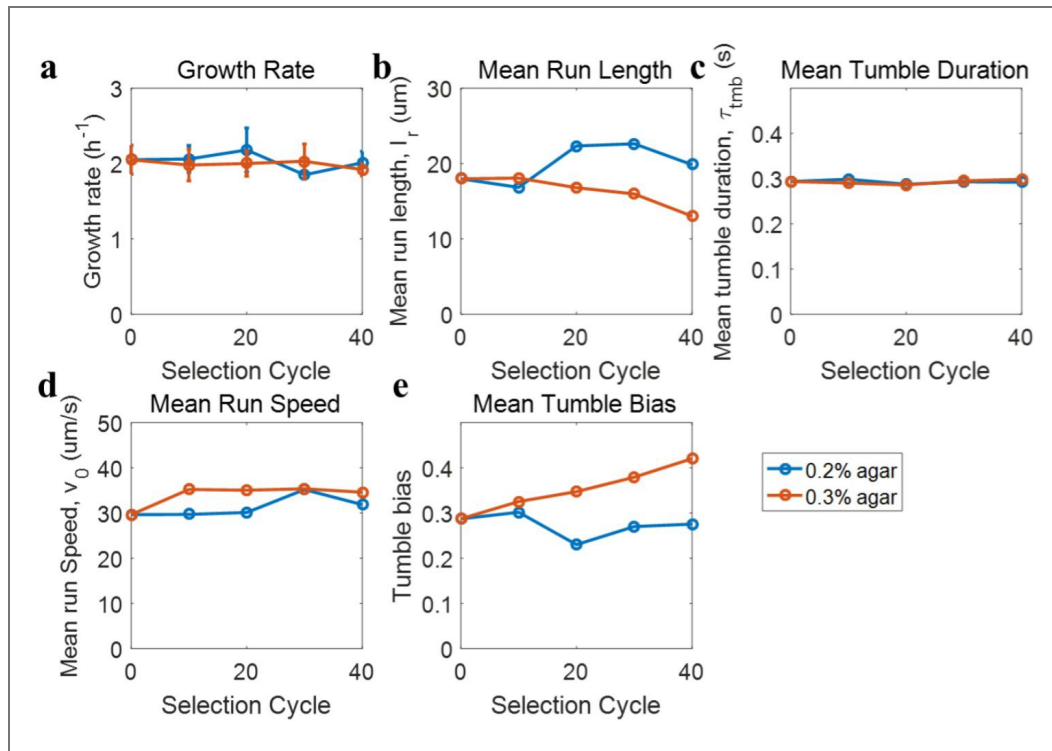 a
Growth Rate
Growth rate (h⁻¹)
3
2
1
0
0 20 40
Selection Cycle
b
Mean Run Length
Mean run length, l_r (um)
30
20
10
0
0 20 40
Selection Cycle
c
Mean Tumble Duration
Mean tumble duration, τ_tmb (s)
0.4
0.3
0.2
0.1
0
0 20 40
Selection Cycle
d
Mean Run Speed
Mean run Speed, v₀ (um/s)
50
40
30
20
10
0
0 20 40
Selection Cycle
e
Mean Tumble Bias
Tumble bias
0.4
0.3
0.2
0.1
0
0 20 40
Selection Cycle
0.2% agar
0.3% agar